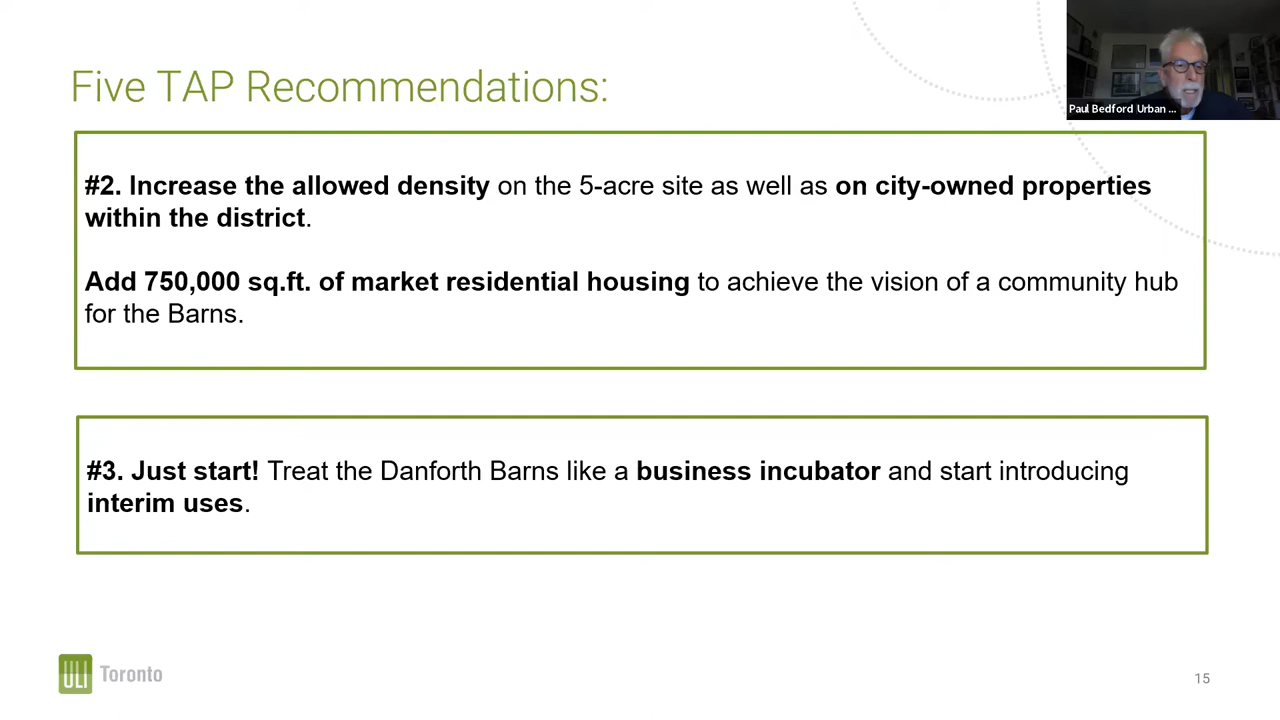 Five TAP Recommendations:
Paul Bedford Urban ...
#2. Increase the allowed density on the 5-acre site as well as on city-owned properties
within the district.
Add 750,000 sq.ft. of market residential housing to achieve the vision of a community hub
for the Barns.
#3. Just start! Treat the Danforth Barns like a business incubator and start introducing
interim uses.
ULI Toronto
15